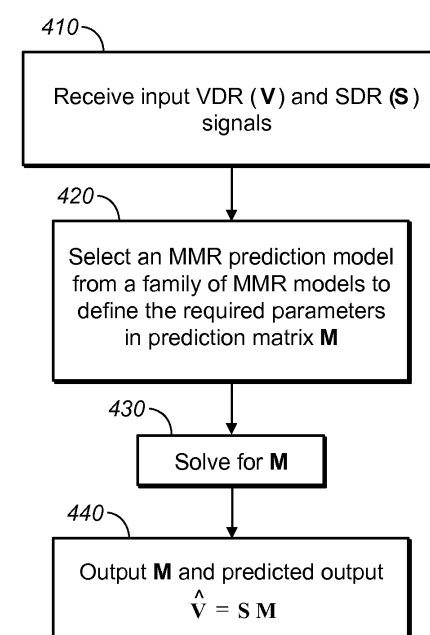 410
Receive input VDR (V) and SDR (S)
signals
420
Select an MMR prediction model
from a family of MMR models to
define the required parameters
in prediction matrix M
430
Solve for M
440
Output M and predicted output
V̂ = S M